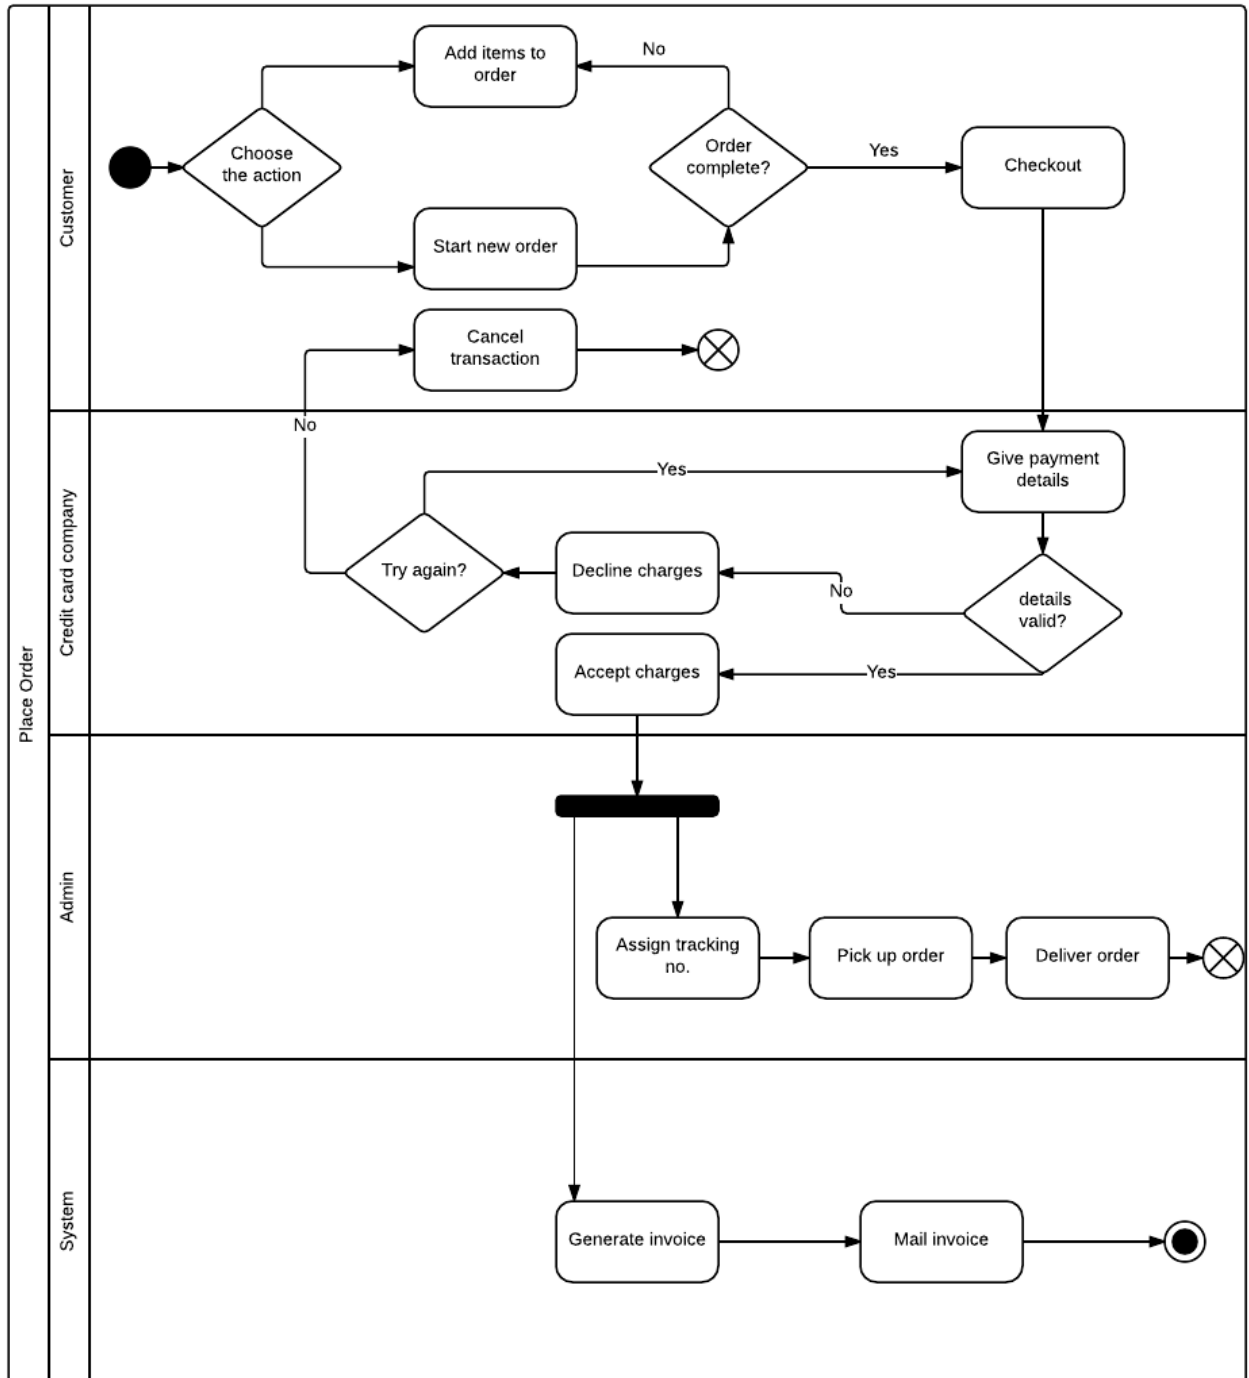 Place Order
Customer
Add items to
order
No
Choose
the action
Order
complete?
Yes
Checkout
Start new order
Cancel
transaction
No
Credit card company
Give payment
details
Yes
Try again?
Decline charges
No
details
valid?
Accept charges
Yes
Admin
Assign tracking
no.
Pick up order
Deliver order
System
Generate invoice
Mail invoice